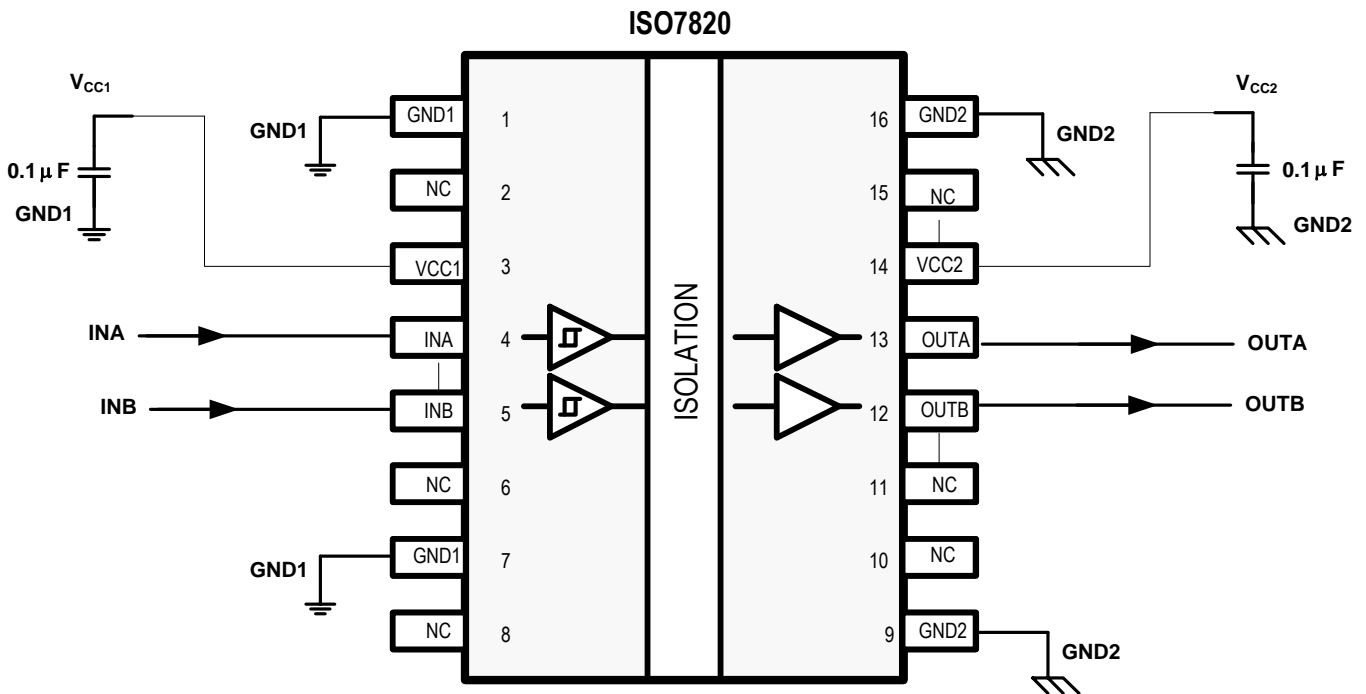 ISO7820
VCC1
VCC2
GND1
GND1
1
16
GND2
GND2
0.1 μ F
GND1
NC
2
15
NC
0.1 μ F
GND2
VCC1
3
14
VCC2
ISOLATION
INA
INA
4
13
OUTA
OUTA
INB
INB
5
12
OUTB
OUTB
NC
6
11
NC
GND1
GND1
7
10
NC
NC
8
9
GND2
GND2